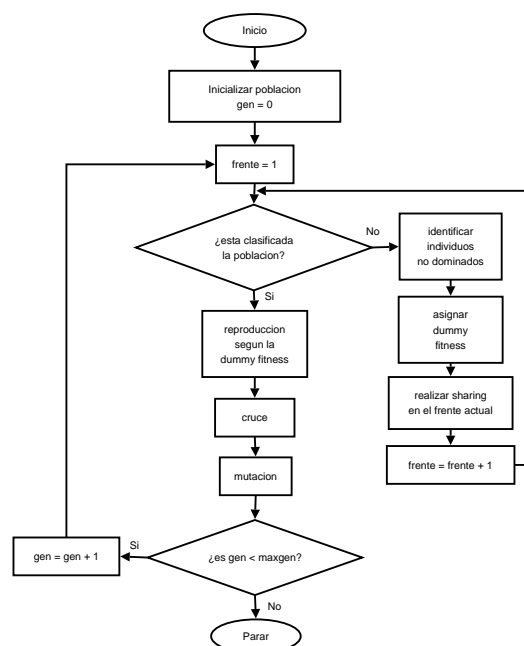 Inicio
Inicializar poblacion
gen = 0
frente = 1
¿esta clasificada
la poblacion?
No
identificar
individuos
no dominados
Si
reproduccion
segun la
dummy fitness
asignar
dummy
fitness
realizar sharing
en el frente actual
cruce
frente = frente + 1
mutacion
¿es gen < maxgen?
Si
gen = gen + 1
No
Parar